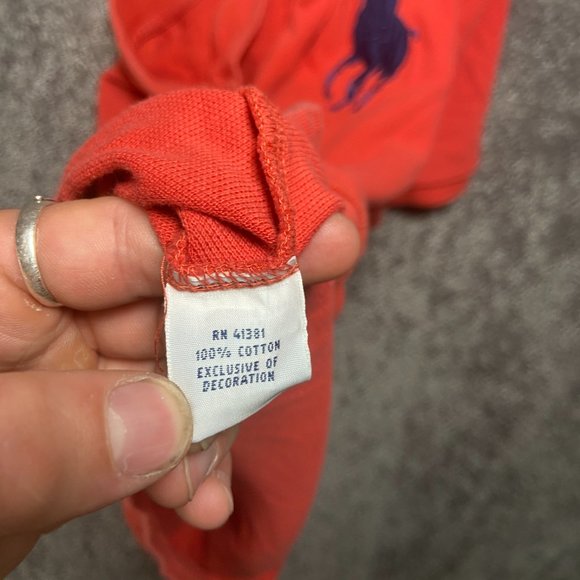 RN 41381
100% COTTON
EXCLUSIVE OF
DECORATION